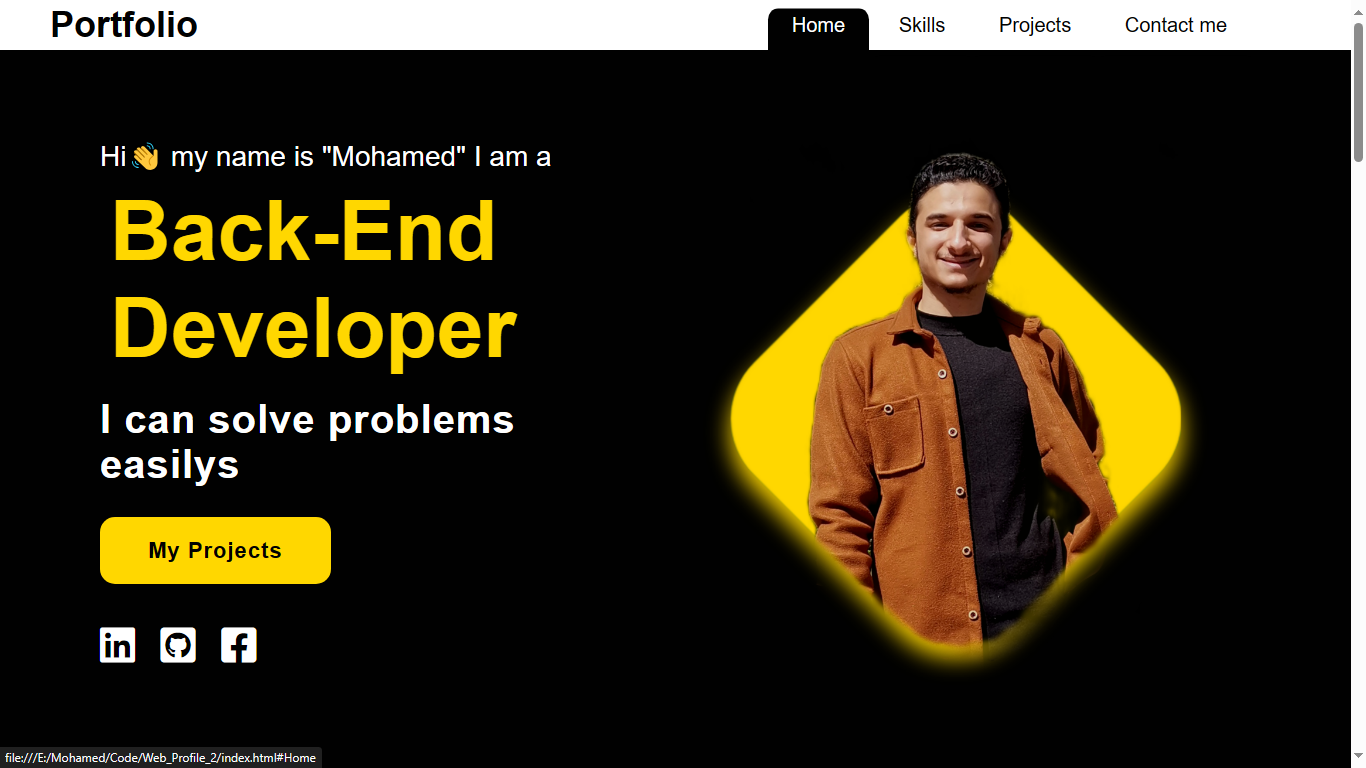 Portfolio
Home Skills Projects Contact me
Hi👋 my name is "Mohamed" I am a
Back-End
Developer
I can solve problems
easilys
My Projects
in
file:///E:/Mohamed/Code/Web_Profile_2/index.html#Home